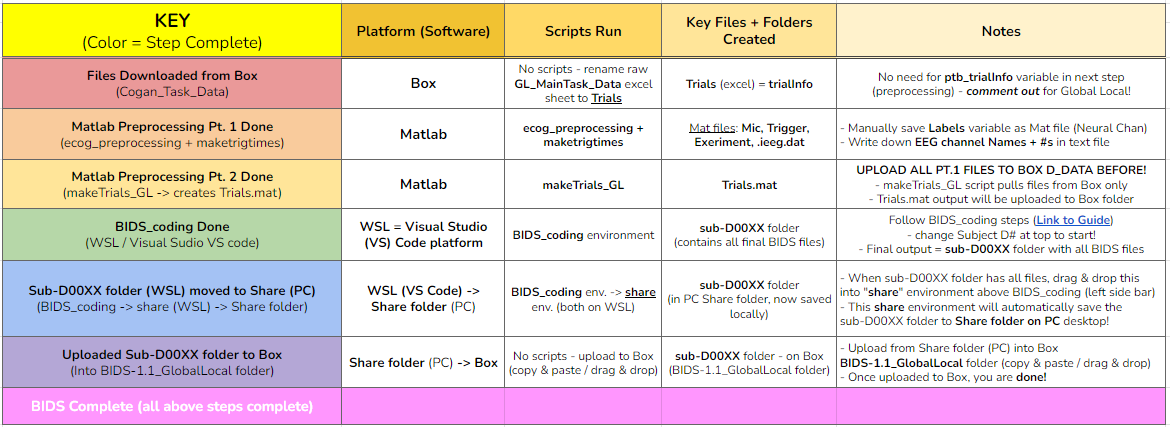 KEY
(Color = Step Complete)
Platform (Software)
Scripts Run
Key Files + Folders
Created
Notes
Files Downloaded from Box
(Cogan_Task_Data)
Box
No scripts - rename raw
GL_MainTask_Data excel
sheet to Trials
Trials (excel) = trialInfo
No need for ptb_trialInfo variable in next step
(preprocessing) - comment out for Global Local!
Matlab Preprocessing Pt. 1 Done
(ecog_preprocessing + maketrigtimes)
Matlab
ecog_preprocessing +
maketrigtimes
Mat files: Mic, Trigger,
Exeriment, .ieeg.dat
- Manually save Labels variable as Mat file (Neural Chan)
- Write down EEG channel Names + #s in text file
Matlab Preprocessing Pt. 2 Done
(makeTrials_GL -> creates Trials.mat)
Matlab
makeTrials_GL
Trials.mat
UPLOAD ALL PT.1 FILES TO BOX D_DATA BEFORE!
- makeTrials_GL script pulls files from Box only
- Trials.mat output will be uploaded to Box folder
BIDS_coding Done
(WSL / Visual Sudio VS code)
WSL = Visual Studio
(VS) Code platform
BIDS_coding environment
sub-D00XX folder
(contains all final BIDS files)
Follow BIDS_coding steps (Link to Guide)
- change Subject D# at top to start!
- Final output = sub-D00XX folder with all BIDS files
Sub-D00XX folder (WSL) moved to Share (PC)
(BIDS_coding -> share (WSL) -> Share folder)
WSL (VS Code) ->
Share folder (PC)
BIDS_coding env. -> share
env. (both on WSL)
sub-D00XX folder
(in PC Share folder, now saved
locally)
- When sub-D00XX folder has all files, drag & drop this
into "share" environment above BIDS_coding (left side bar)
- This share environment will automatically save the
sub-D00XX folder to Share folder on PC desktop!
Uploaded Sub-D00XX folder to Box
(Into BIDS-1.1_GlobalLocal folder)
Share folder (PC) -> Box
No scripts - upload to Box
(copy & paste / drag & drop)
sub-D00XX folder - on Box
(BIDS-1.1_GlobalLocal folder)
- Upload from Share folder (PC) into Box
BIDS-1.1_GlobalLocal folder (copy & paste / drag & drop)
- Once uploaded to Box, you are done!
BIDS Complete (all above steps complete)